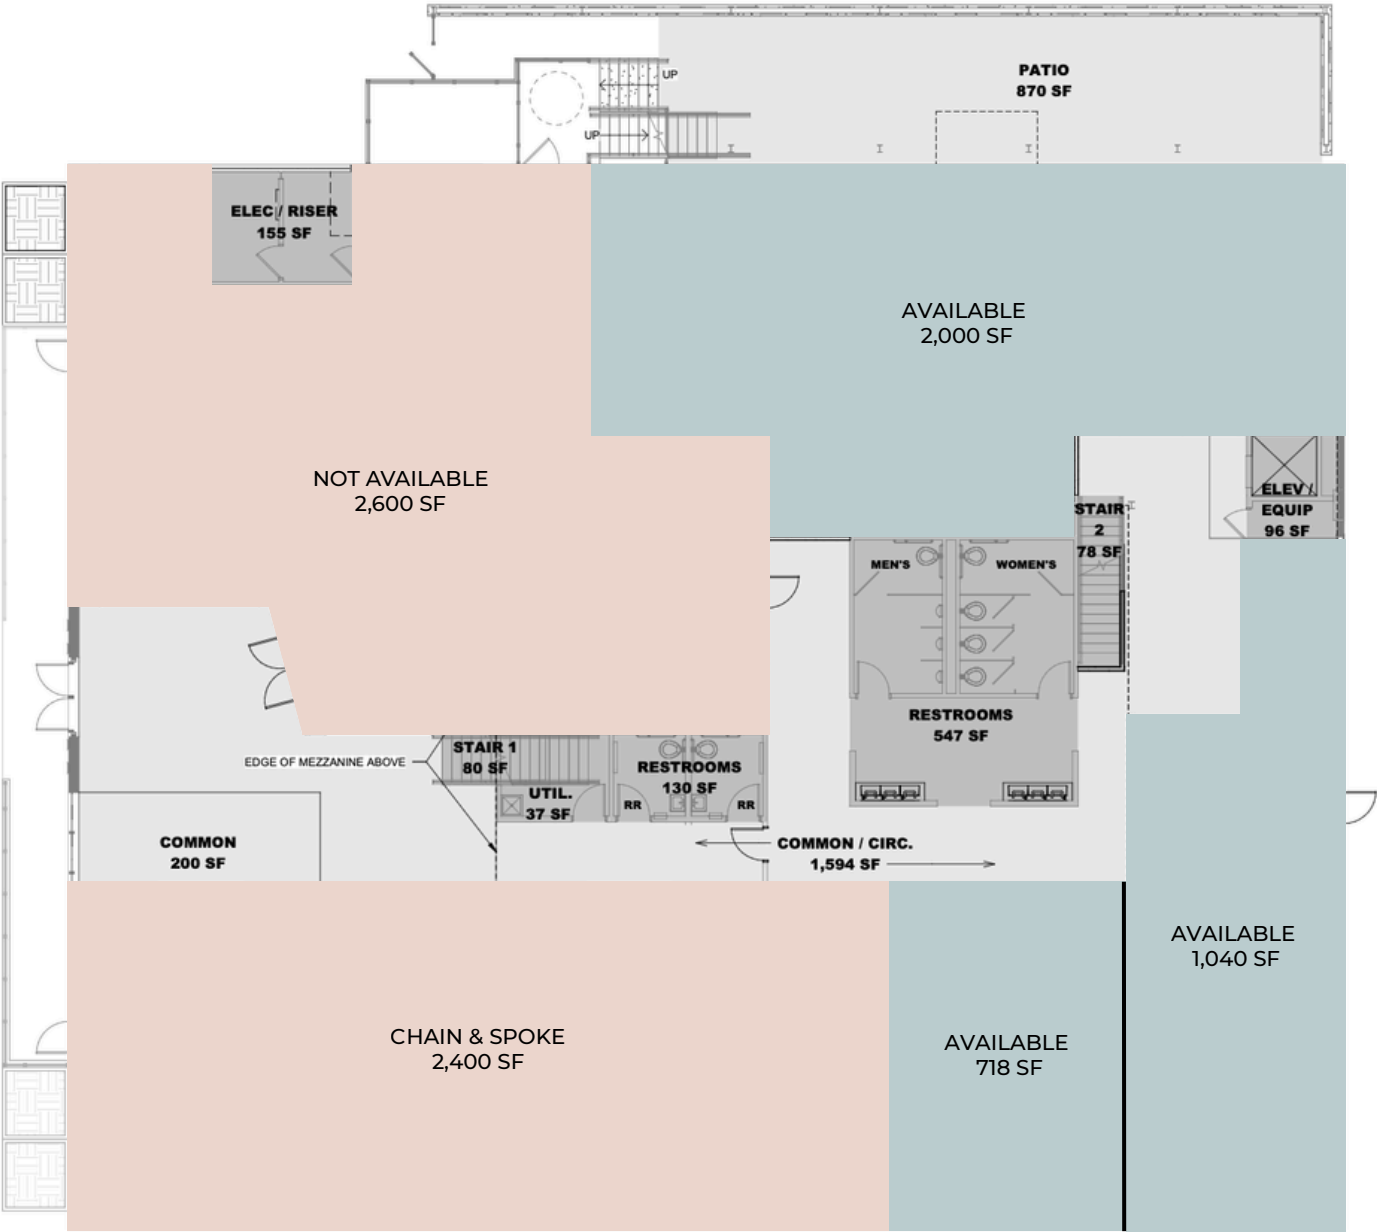 UP
PATIO
870 SF
UP
ELEC / RISER
155 SF
AVAILABLE
2,000 SF
NOT AVAILABLE
2,600 SF
ELEV /
EQUIP
96 SF
STAIR
2
78 SF
MEN'S
WOMEN'S
RESTROOMS
547 SF
STAIR 1
80 SF
EDGE OF MEZZANINE ABOVE
RESTROOMS
130 SF
UTIL.
37 SF
RR
RR
COMMON
200 SF
COMMON / CIRC.
1,594 SF
AVAILABLE
1,040 SF
CHAIN & SPOKE
2,400 SF
AVAILABLE
718 SF